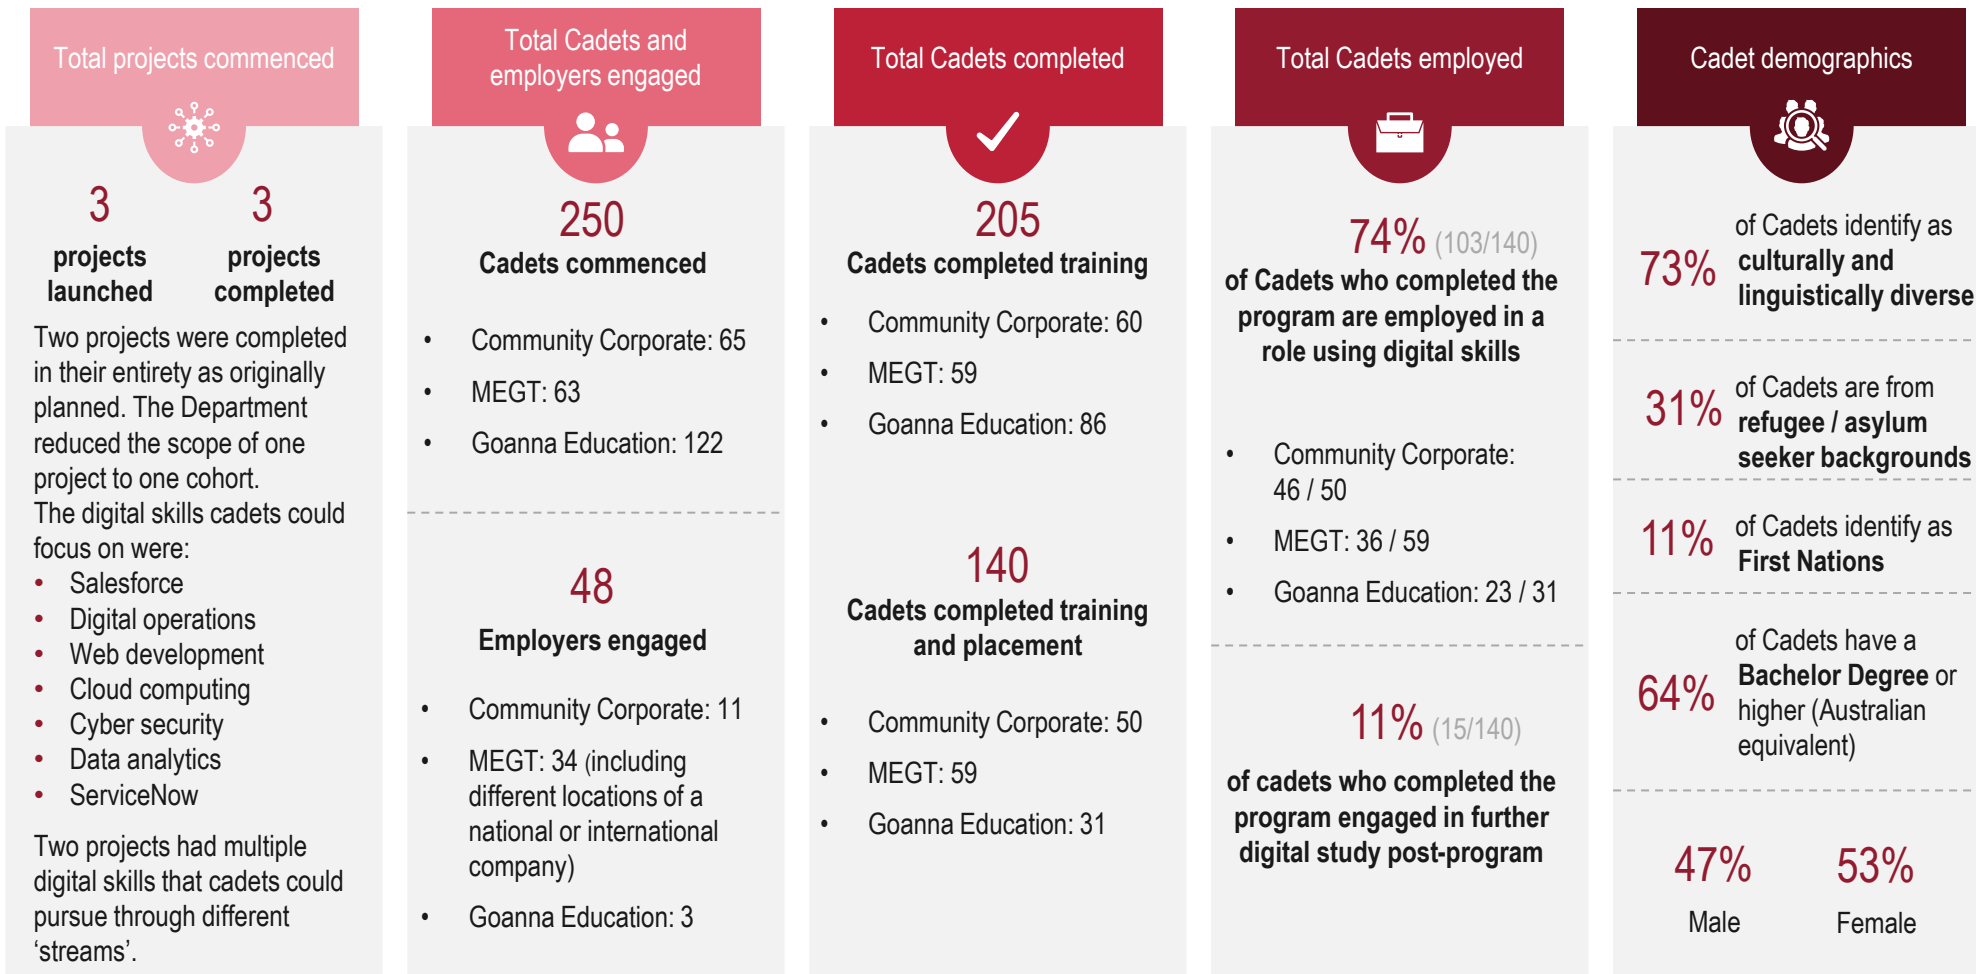 Total projects commenced
3
3
projects
launched
projects
completed
Two projects were completed
in their entirety as originally
planned. The Department
reduced the scope of one
project to one cohort.
The digital skills cadets could
focus on were:
• Salesforce
• Digital operations
• Web development
• Cloud computing
• Cyber security
• Data analytics
• ServiceNow
Two projects had multiple
digital skills that cadets could
pursue through different
‘streams’.
Total Cadets and
employers engaged
250
Cadets commenced
• Community Corporate: 65
• MEGT: 63
• Goanna Education: 122
48
Employers engaged
• Community Corporate: 11
• MEGT: 34 (including
different locations of a
national or international
company)
• Goanna Education: 3
Total Cadets completed
205
Cadets completed training
• Community Corporate: 60
• MEGT: 59
• Goanna Education: 86
140
Cadets completed training
and placement
• Community Corporate: 50
• MEGT: 59
• Goanna Education: 31
Total Cadets employed
74% (103/140)
of Cadets who completed the
program are employed in a
role using digital skills
• Community Corporate:
46 / 50
• MEGT: 36 / 59
• Goanna Education: 23 / 31
11% (15/140)
of cadets who completed the
program engaged in further
digital study post-program
Cadet demographics
73%
of Cadets identify as
culturally and
linguistically diverse
31%
of Cadets are from
refugee / asylum
seeker backgrounds
11%
of Cadets identify as
First Nations
64%
of Cadets have a
Bachelor Degree or
higher (Australian
equivalent)
47%
Male
53%
Female